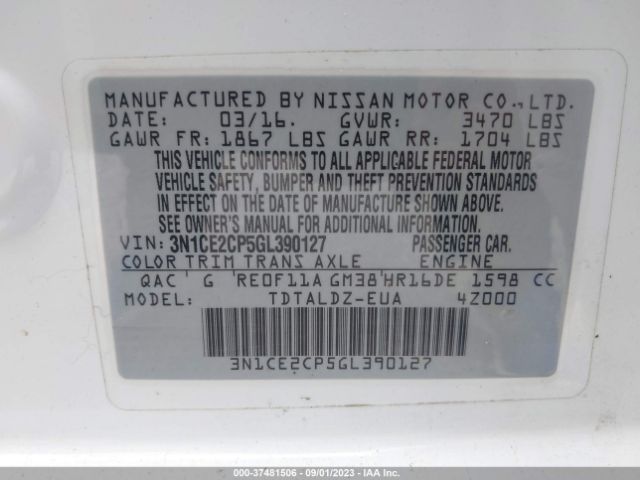 MANUFACTURED BY NISSAN MOTOR CO., LTD.
DATE: 03/16. GVWR: 3470 LBS
GAWR FR: 1867 LBS GAWR RR: 1704 LBS
THIS VEHICLE CONFORMS TO ALL APPLICABLE FEDERAL MOTOR
VEHICLE SAFETY, BUMPER AND THEFT PREVENTION STANDARDS
IN EFFECT ON THE DATE OF MANUFACTURE SHOWN ABOVE.
SEE OWNER'S MANUAL FOR ADDITIONAL INFORMATION.
VIN: 3N1CE2CP5GL390127 PASSENGER CAR.
COLOR TRIM TRANS AXLE ENGINE
QAC G RE0F11A GM38 HR16DE 1598 CC
MODEL: TDTALDZ-EUA 4Z000
3N1CE2CP5GL390127
000-37481506 - 09/01/2023 - IAA Inc.